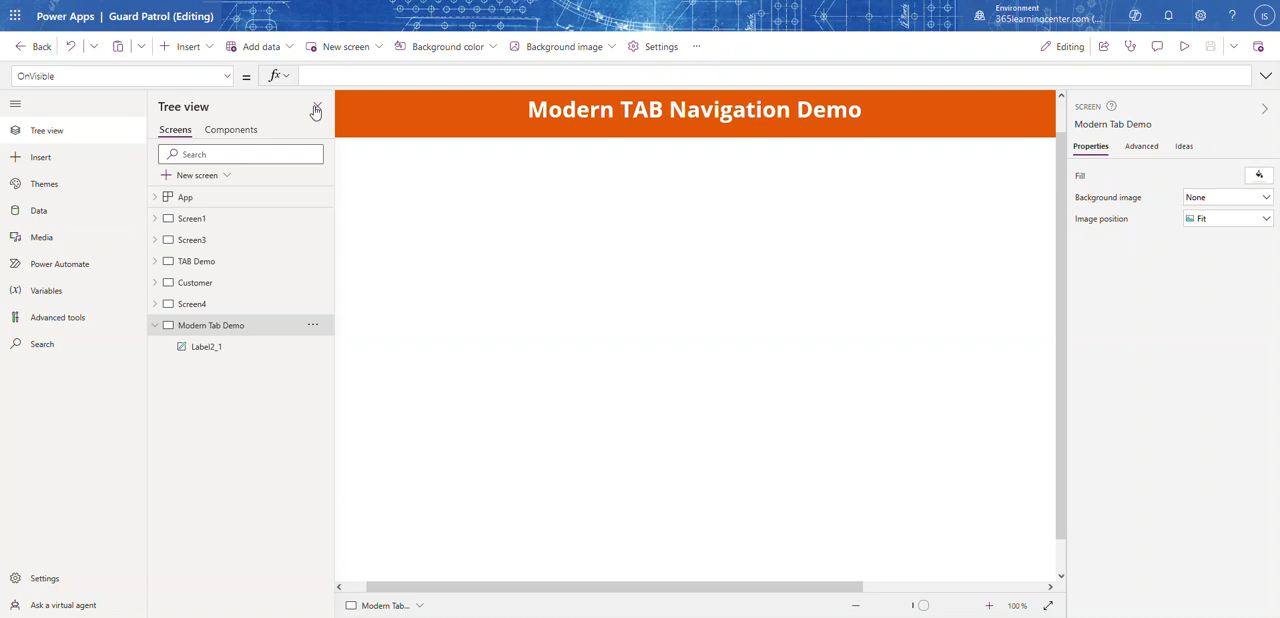 Power Apps | Guard Patrol (Editing)
Environment
365learningcenter.com (...
IS
Back
Insert
Add data
New screen
Background color
Background image
Settings
...
Editing
OnVisible
=
fx
Tree view
Insert
Themes
Data
Media
Power Automate
(x) Variables
Advanced tools
Search
Settings
Ask a virtual agent
Tree view
Screens
Components
Search
New screen
App
Screen1
Screen3
TAB Demo
Customer
Screen4
Modern Tab Demo
...
Label2_1
Modern TAB Navigation Demo
Modern Tab...
100 %
SCREEN
Modern Tab Demo
Properties
Advanced
Ideas
Fill
Background image
None
Image position
Fit